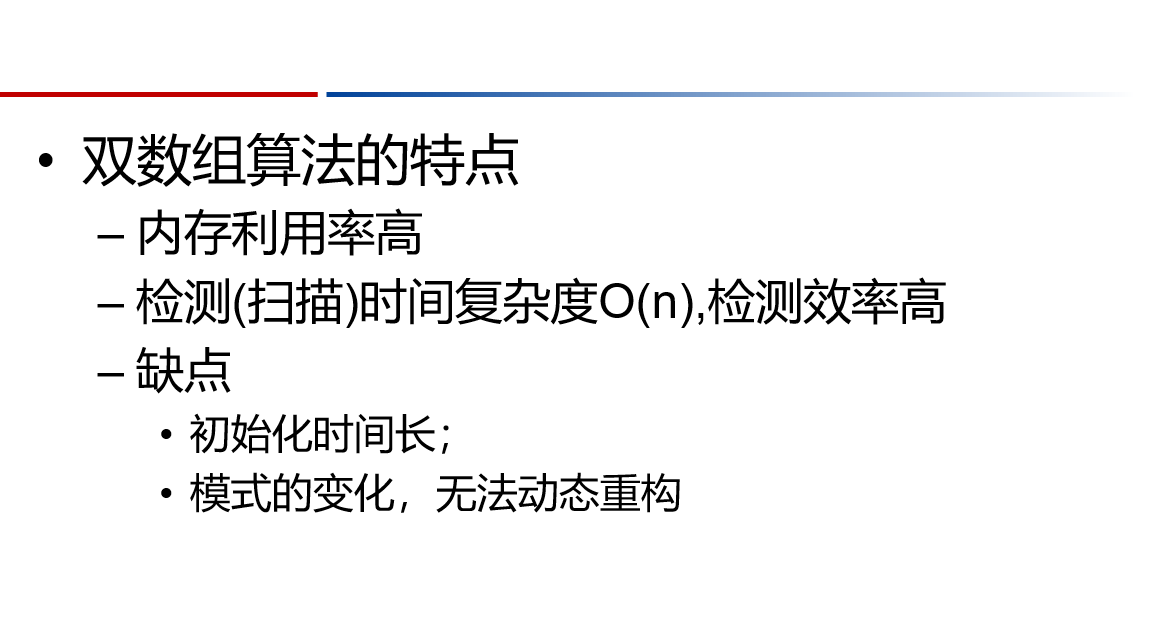 • 双数组算法的特点
– 内存利用率高
– 检测(扫描)时间复杂度O(n),检测效率高
– 缺点
• 初始化时间长；
• 模式的变化，无法动态重构